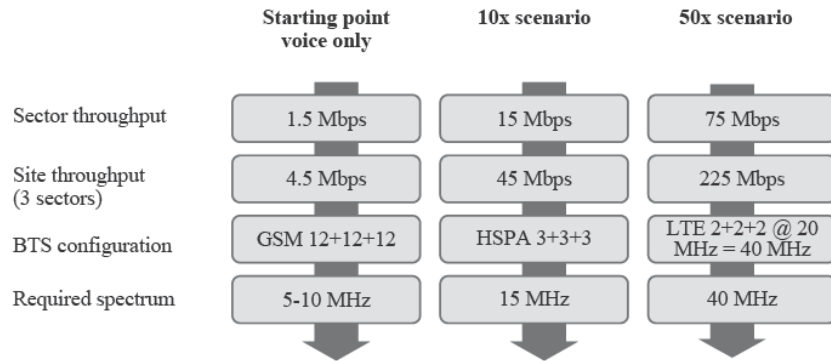 Starting point
voice only
10x scenario
50x scenario
Sector throughput
1.5 Mbps
15 Mbps
75 Mbps
Site throughput
(3 sectors)
4.5 Mbps
45 Mbps
225 Mbps
BTS configuration
GSM 12+12+12
HSPA 3+3+3
LTE 2+2+2 @ 20
MHz = 40 MHz
Required spectrum
5-10 MHz
15 MHz
40 MHz